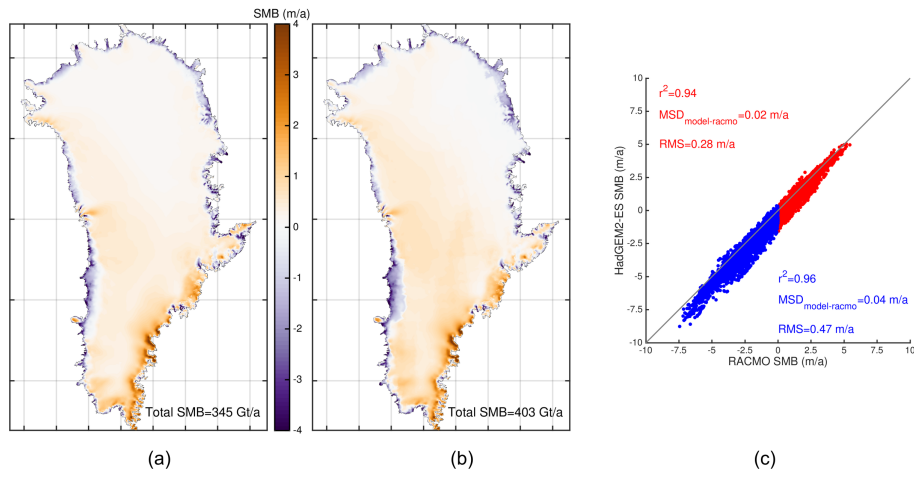 SMB (m/a)
4
3
2
1
0
-1
-2
-3
-4
Total SMB=345 Gt/a
Total SMB=403 Gt/a
(a)
(b)
10
7.5
5
2.5
0
-2.5
-5
-7.5
-10
HadGEM2-ES SMB (m/a)
r²=0.94
MSD_model-racmo=0.02 m/a
RMS=0.28 m/a
r²=0.96
MSD_model-racmo=0.04 m/a
RMS=0.47 m/a
-10 -7.5 -5 -2.5 0 2.5 5 7.5 10
RACMO SMB (m/a)
(c)